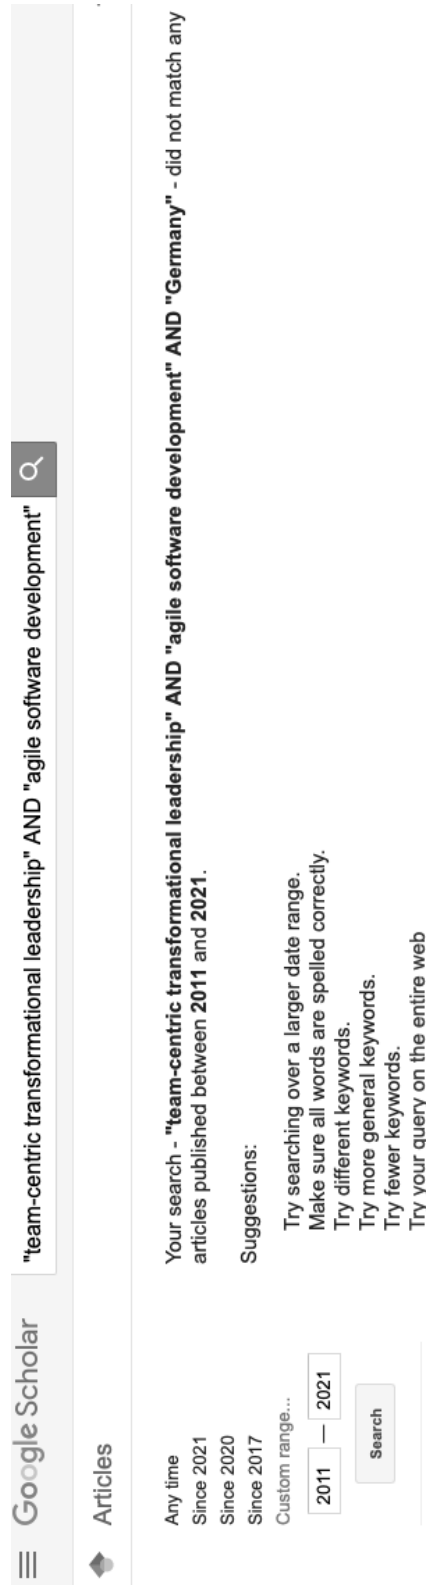 Google Scholar
"team-centric transformational leadership" AND "agile software development"
Articles
Any time
Since 2021
Since 2020
Since 2017
Custom range...
2011 — 2021
Search
Your search - "team-centric transformational leadership" AND "agile software development" AND "Germany" - did not match any
articles published between 2011 and 2021.
Suggestions:
Try searching over a larger date range.
Make sure all words are spelled correctly.
Try different keywords.
Try more general keywords.
Try fewer keywords.
Try your query on the entire web